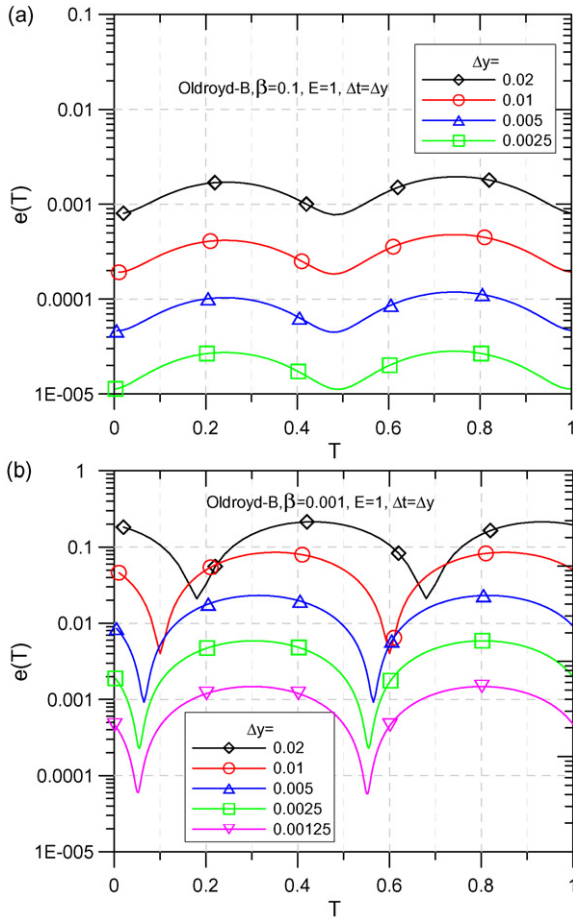 (a)
0.1
0.01
0.001
0.0001
1E-005
e(T)
Oldroyd-B,β=0.1, E=1, Δt=Δy
Δy=
0.02
0.01
0.005
0.0025
0 0.2 0.4 0.6 0.8 1
T
(b)
1
0.1
0.01
0.001
0.0001
1E-005
e(T)
Oldroyd-B,β=0.001, E=1, Δt=Δy
Δy=
0.02
0.01
0.005
0.0025
0.00125
0 0.2 0.4 0.6 0.8 1
T